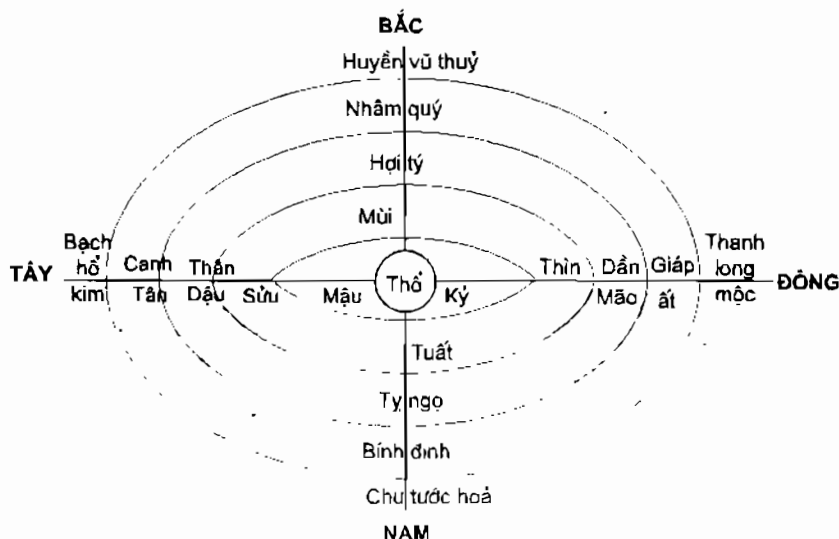 BẮC
Huyền vũ thuỷ
Nhâm quý
Hợi tý
Mùi
Bạch
hổ
kim
TÂY
Canh
Tân
Thân
Dậu
Sửu
Mậu
Thổ
Kỷ
Thìn
Dần
Mão
Giáp
ất
Thanh
long
mộc
ĐÔNG
Tuất
Tỵ ngọ
Bính đinh
Chu tước hoả
NAM